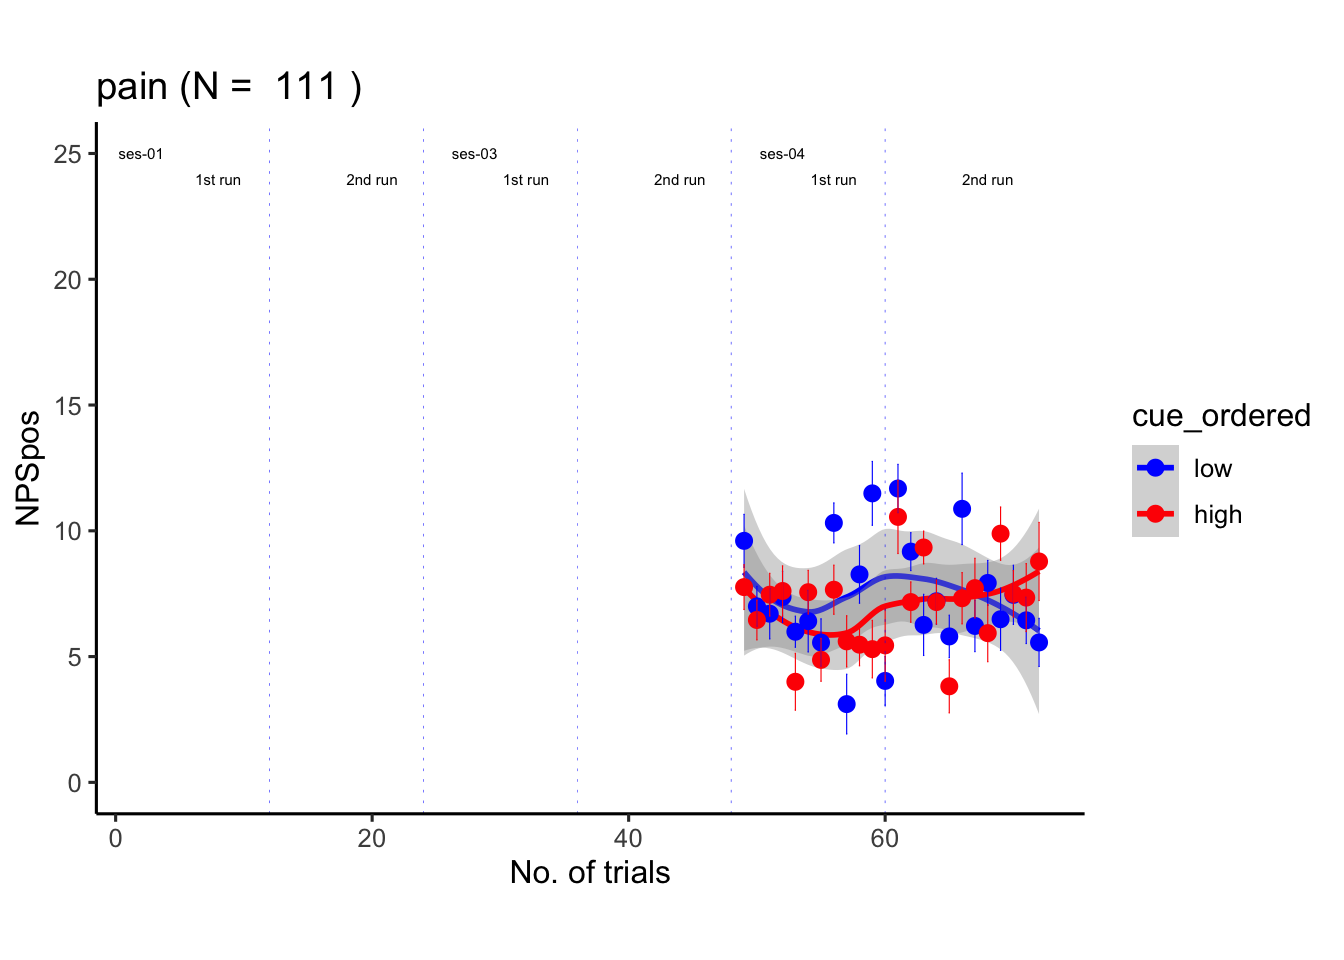 pain (N =  111 )
25
20
15
10
5
0
NPSpos
ses-01
ses-03
ses-04
1st run
2nd run
1st run
2nd run
1st run
2nd run
0
20
40
60
No. of trials
cue_ordered
low
high